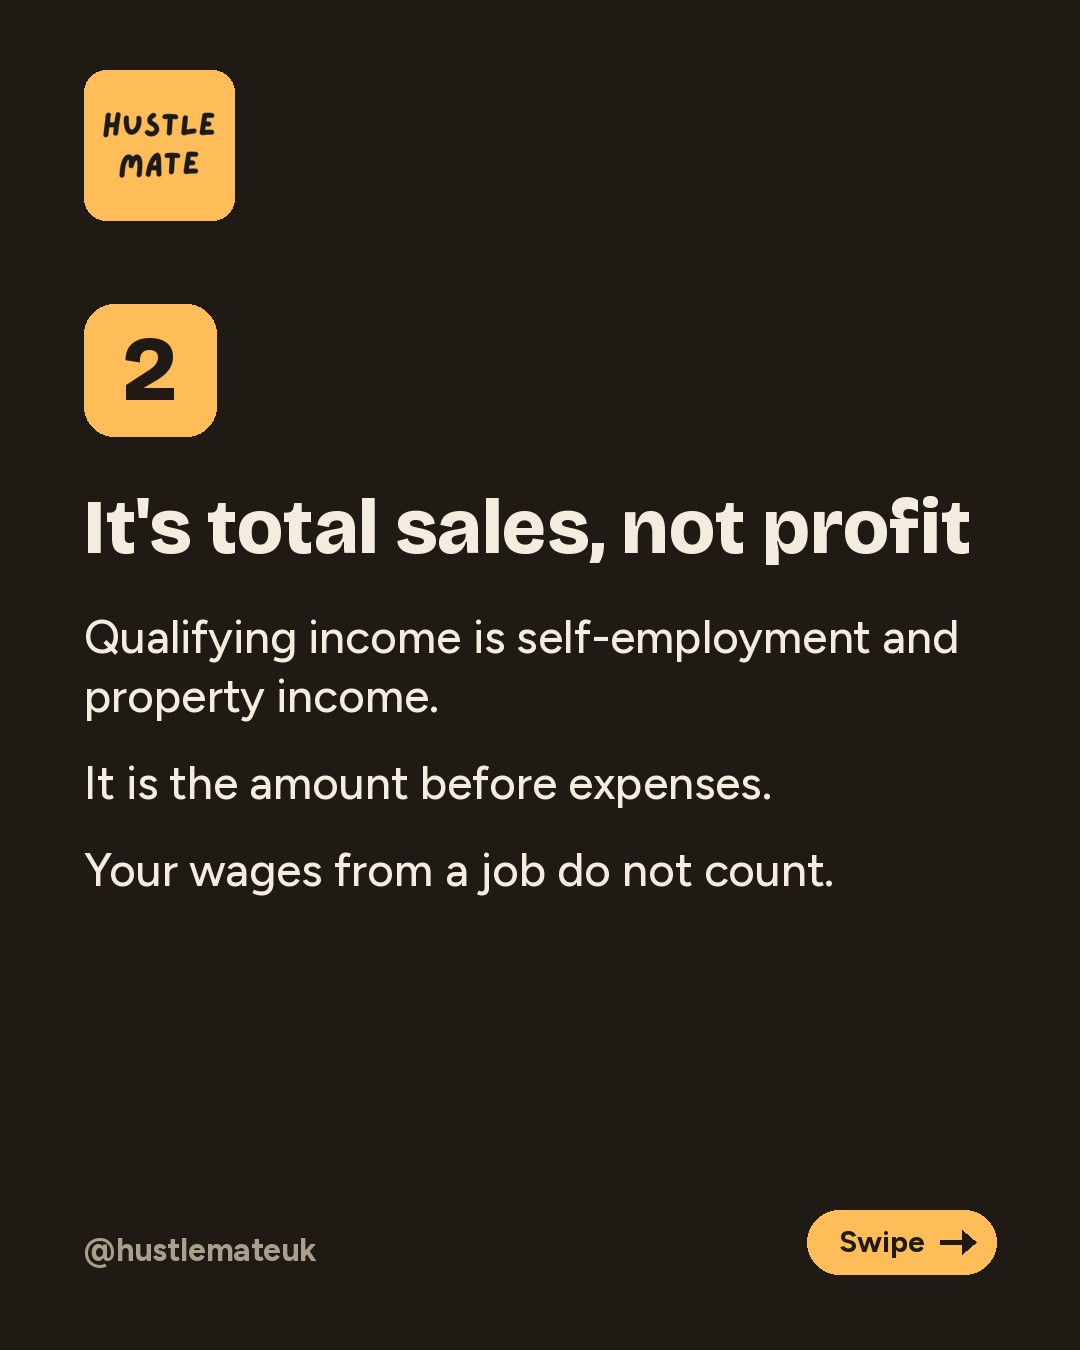 HUSTLE
MATE
2
It's total sales, not profit
Qualifying income is self-employment and
property income.
It is the amount before expenses.
Your wages from a job do not count.
@hustlemateuk
Swipe